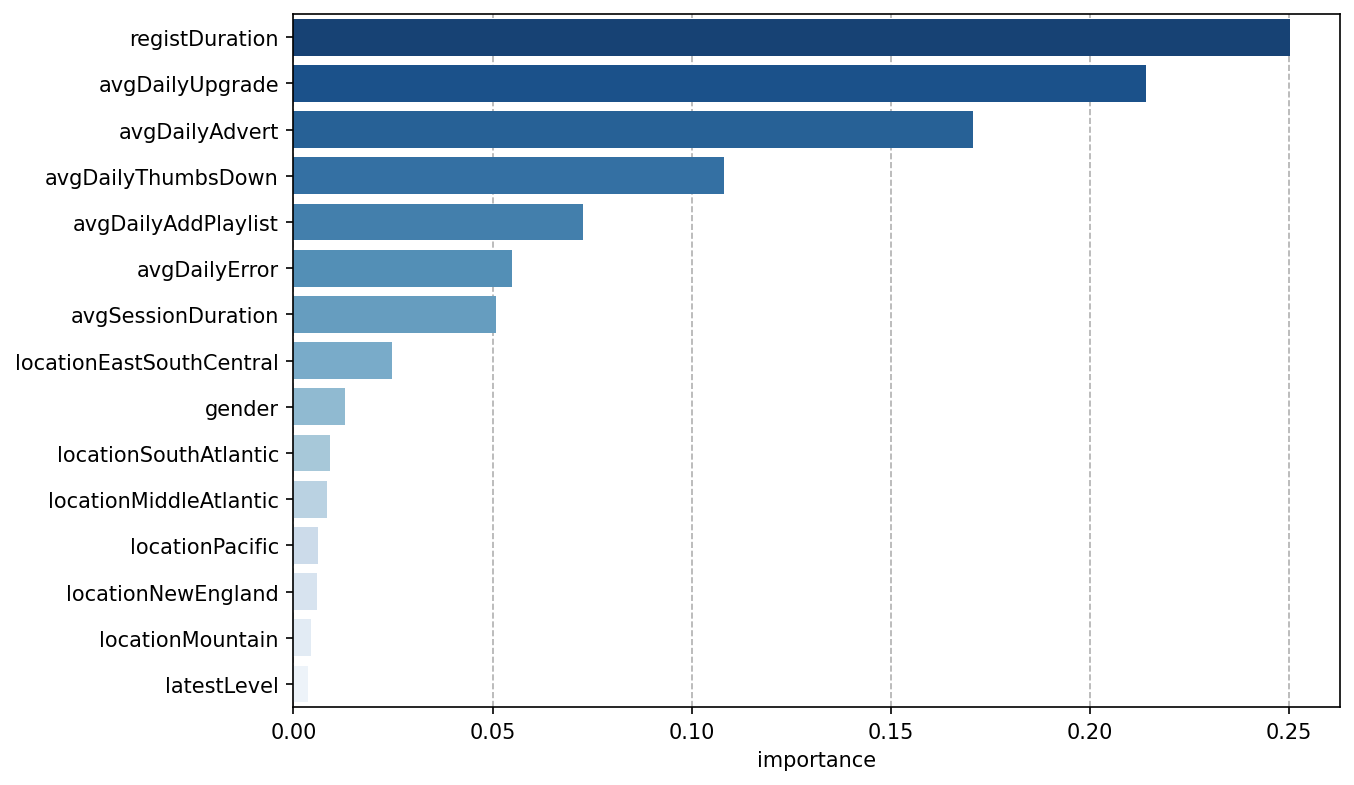 registDuration
avgDailyUpgrade
avgDailyAdvert
avgDailyThumbsDown
avgDailyAddPlaylist
avgDailyError
avgSessionDuration
locationEastSouthCentral
gender
locationSouthAtlantic
locationMiddleAtlantic
locationPacific
locationNewEngland
locationMountain
latestLevel
0.00 0.05 0.10 0.15 0.20 0.25
importance